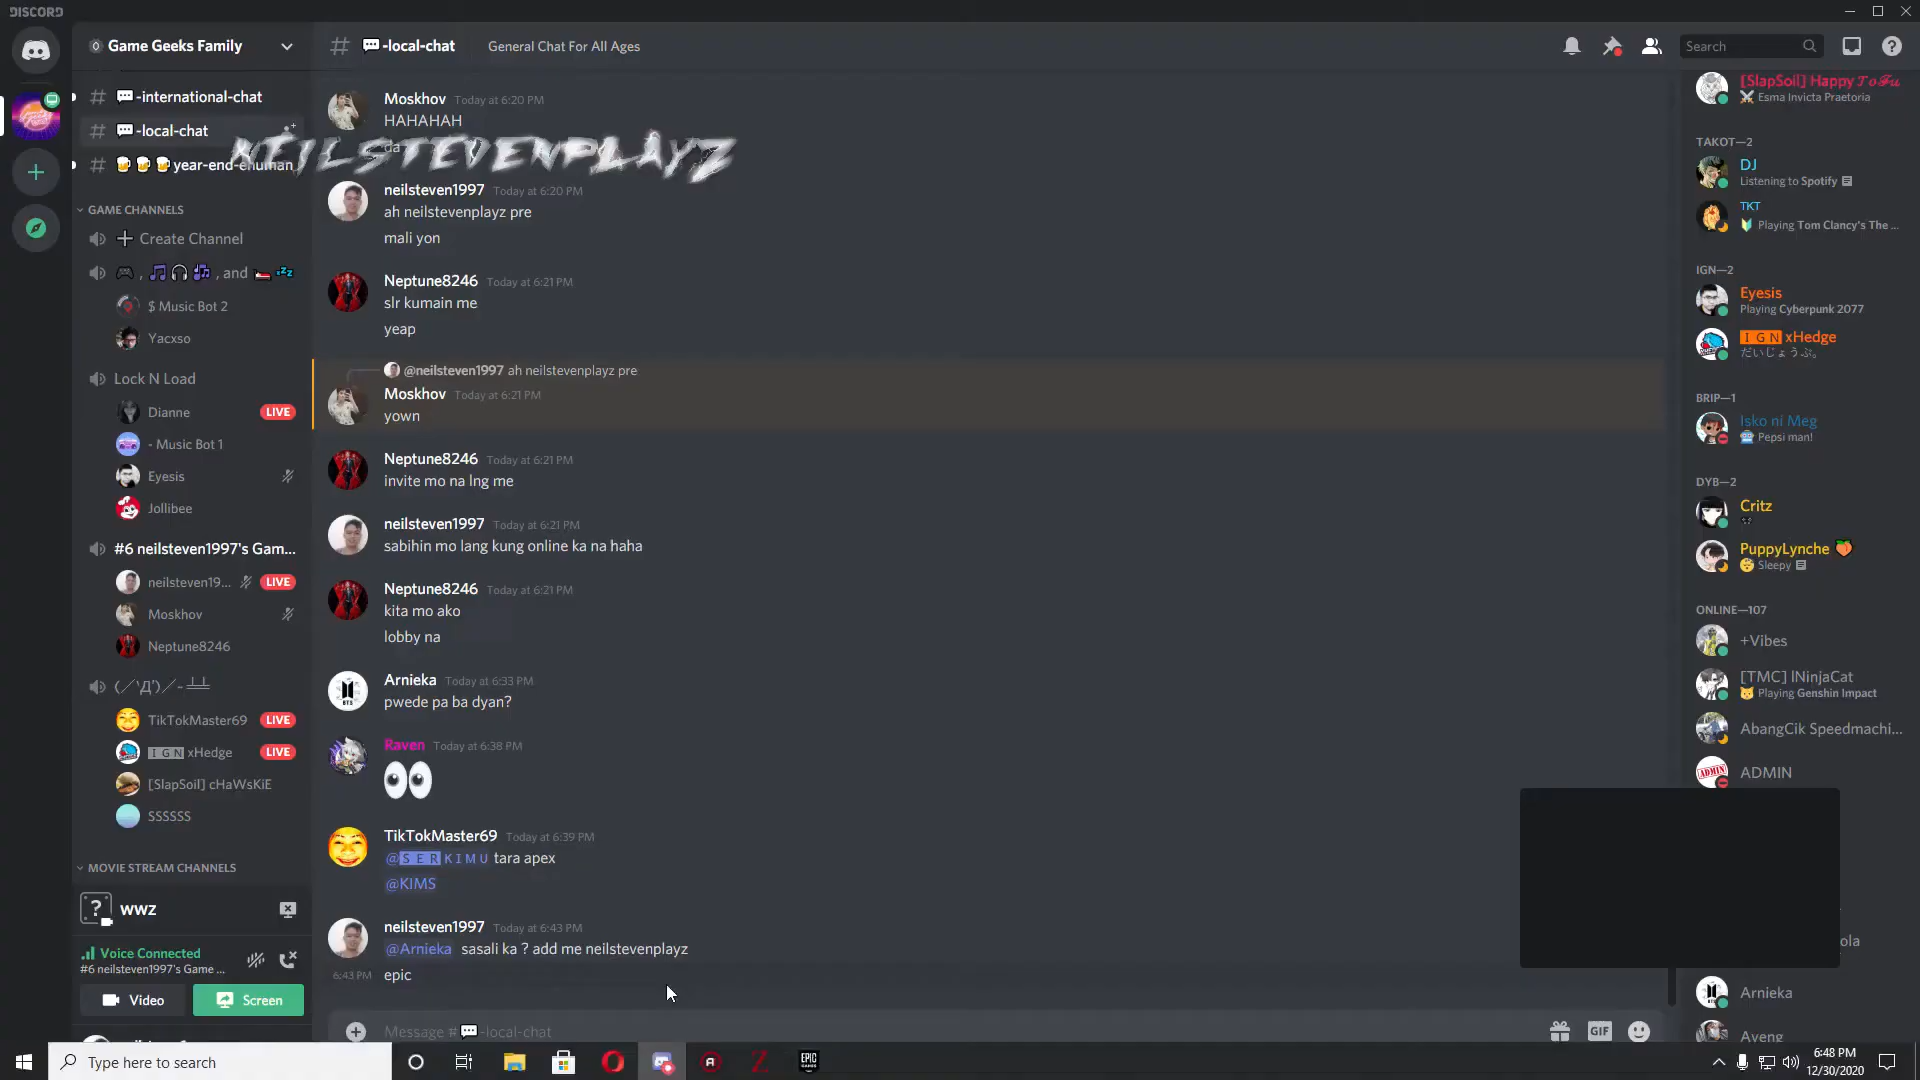 DISCORD
Game Geeks Family
-local-chat
General Chat For All Ages
Search
-international-chat
-local-chat
year-end-ehuman
GAME CHANNELS
Create Channel
, , and
$ Music Bot 2
Yacxso
Lock N Load
Dianne
LIVE
- Music Bot 1
Eyesis
Jollibee
#6 neilsteven1997's Gam...
neilsteven19...
LIVE
Moskhov
Neptune8246
(╯‵Д′)╯-┴┴
TikTokMaster69
LIVE
IGN xHedge
LIVE
[SlapSoil] cHaWsKiE
SSSSSS
MOVIE STREAM CHANNELS
wwz
Voice Connected
#6 neilsteven1997's Game ...
Video
Screen
Moskhov Today at 6:20 PM
HAHAHAH
da
NEILSTEVENPLAYZ
neilsteven1997 Today at 6:20 PM
ah neilstevenplayz pre
mali yon
Neptune8246 Today at 6:21 PM
slr kumain me
yeap
@neilsteven1997 ah neilstevenplayz pre
Moskhov Today at 6:21 PM
yown
Neptune8246 Today at 6:21 PM
invite mo na lng me
neilsteven1997 Today at 6:21 PM
sabihin mo lang kung online ka na haha
Neptune8246 Today at 6:21 PM
kita mo ako
lobby na
Arnieka Today at 6:33 PM
pwede pa ba dyan?
Raven Today at 6:38 PM
TikTokMaster69 Today at 6:39 PM
@SER KIMU tara apex
@KIMS
neilsteven1997 Today at 6:43 PM
@Arnieka sasali ka ? add me neilstevenplayz
6:43 PM epic
Message # -local-chat
GIF
[SlapSoil] Happy 𝓣𝓸𝓕𝓾
Esma Invicta Praetoria
TAKOT—2
DJ
Listening to Spotify
TKT
Playing Tom Clancy's The ...
IGN—2
Eyesis
Playing Cyberpunk 2077
IGN xHedge
だいじょうぶ。
BRIP—1
Isko ni Meg
Pepsi man!
DYB—2
Critz
PuppyLynche
Sleepy
ONLINE—107
+Vibes
[TMC] lNinjaCat
Playing Genshin Impact
AbangCik Speedmachi...
ADMIN
ola
Arnieka
Aveng
Type here to search
EPIC GAMES
6:48 PM
12/30/2020